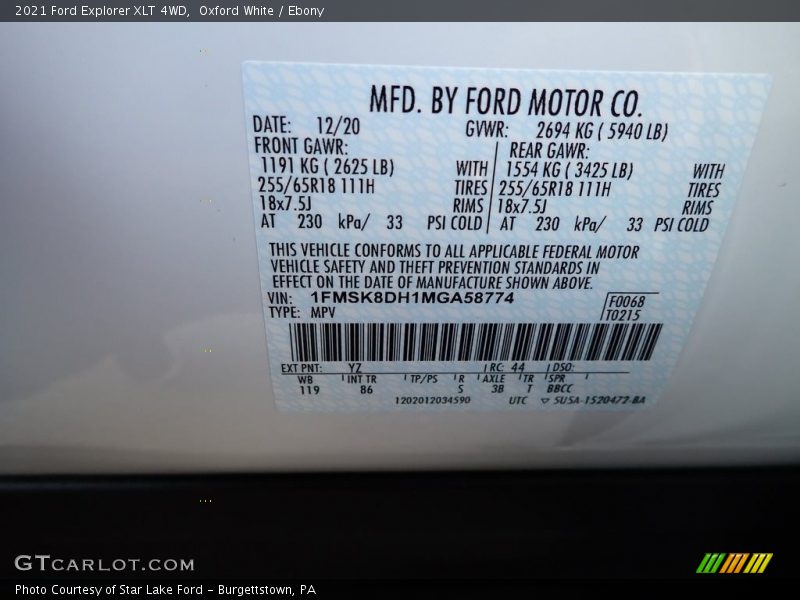 2021 Ford Explorer XLT 4WD, Oxford White / Ebony
MFD. BY FORD MOTOR CO.
DATE: 12/20 GVWR: 2694 KG ( 5940 LB)
FRONT GAWR: REAR GAWR:
1191 KG ( 2625 LB) WITH 1554 KG ( 3425 LB) WITH
255/65R18 111H TIRES 255/65R18 111H TIRES
18x7.5J RIMS 18x7.5J RIMS
AT 230 kPa/ 33 PSI COLD AT 230 kPa/ 33 PSI COLD
THIS VEHICLE CONFORMS TO ALL APPLICABLE FEDERAL MOTOR
VEHICLE SAFETY AND THEFT PREVENTION STANDARDS IN
EFFECT ON THE DATE OF MANUFACTURE SHOWN ABOVE.
VIN: 1FMSK8DH1MGA58774 F0068
TYPE: MPV T0215
EXT PNT: YZ RC: 44 DSO:
WB INT TR TP/PS R AXLE TR SPR
119 86 S 3B T BBCC
1202012034590 UTC ▽ 5U5A-1520472-BA
GTCARLOT.COM
Photo Courtesy of Star Lake Ford - Burgettstown, PA